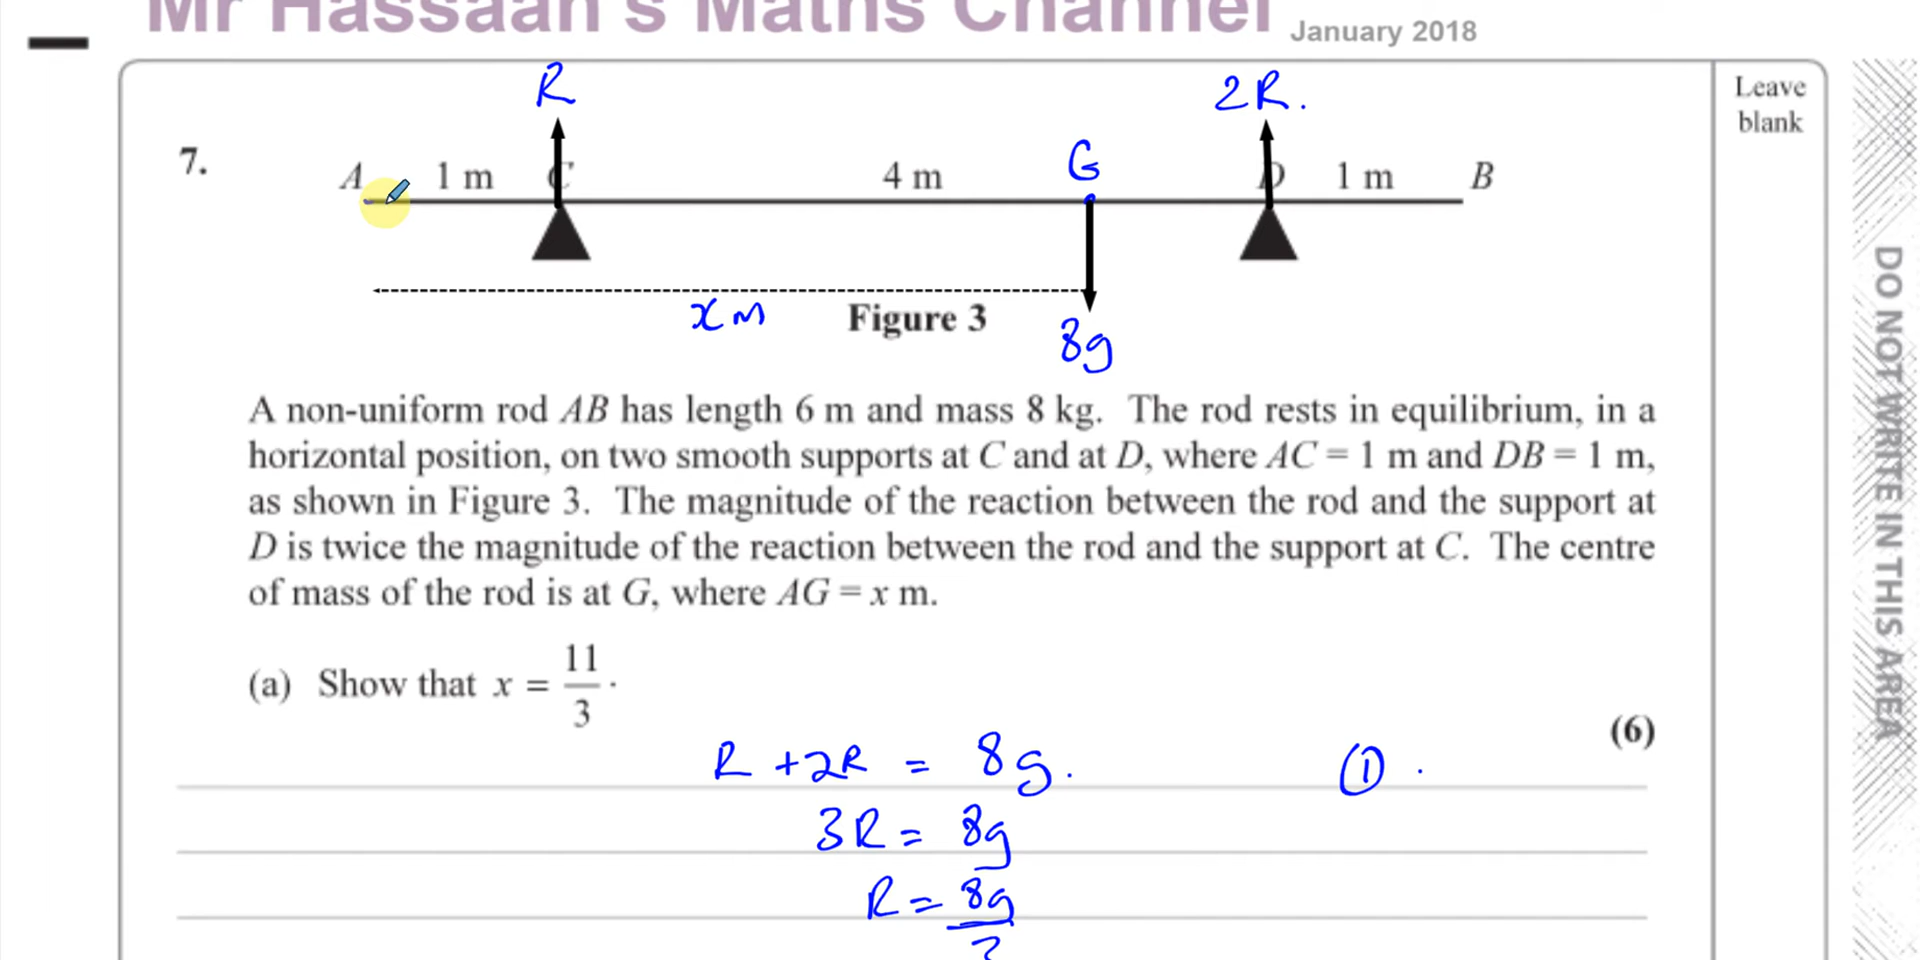 Mr Hassaan's Maths Channel
January 2018
Leave
blank
R
2R.
7.
A 1 m C 4 m G D 1 m B
x m
Figure 3
8g
A non-uniform rod AB has length 6 m and mass 8 kg. The rod rests in equilibrium, in a
horizontal position, on two smooth supports at C and at D, where AC = 1 m and DB = 1 m,
as shown in Figure 3. The magnitude of the reaction between the rod and the support at
D is twice the magnitude of the reaction between the rod and the support at C. The centre
of mass of the rod is at G, where AG = x m.
(a) Show that x = 11/3.
(6)
R + 2R = 8g. ① .
3R = 8g
R = 8g/3
DO NOT WRITE IN THIS AREA